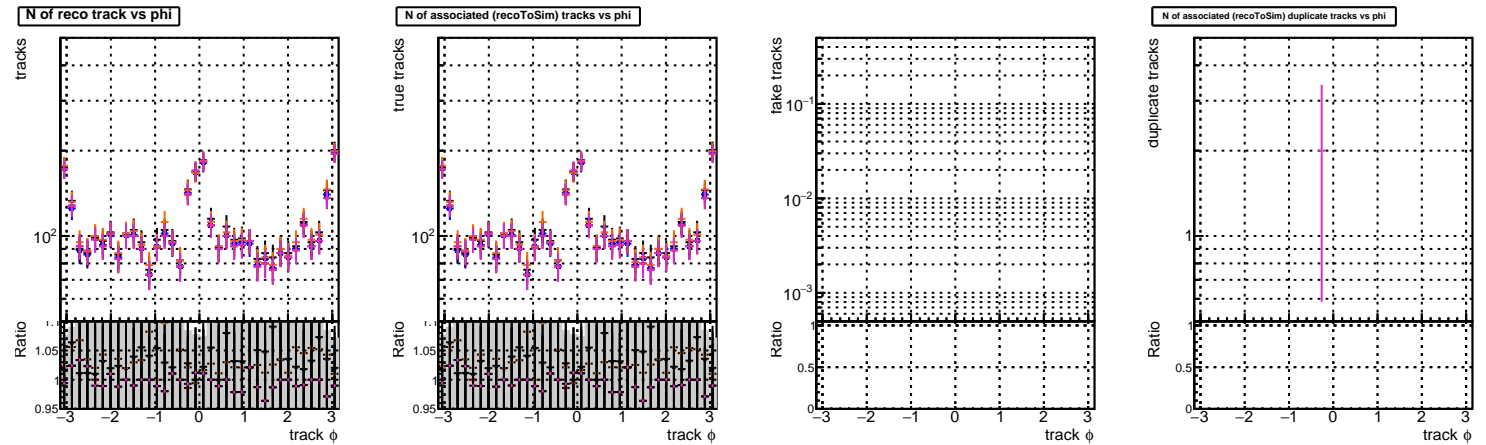 N of reco track vs phi
tracks
10²
Ratio
1.1
1.05
1
0.95
−3 −2 −1 0 1 2 3
track ϕ
N of associated (recoToSim) tracks vs phi
true tracks
10²
Ratio
1.1
1.05
1
0.95
−3 −2 −1 0 1 2 3
track ϕ
fake tracks
10⁻¹
10⁻²
10⁻³
Ratio
1
0.5
0
−3 −2 −1 0 1 2 3
track ϕ
N of associated (recoToSim) duplicate tracks vs phi
duplicate tracks
1
Ratio
1
0.5
0
−3 −2 −1 0 1 2 3
track ϕ